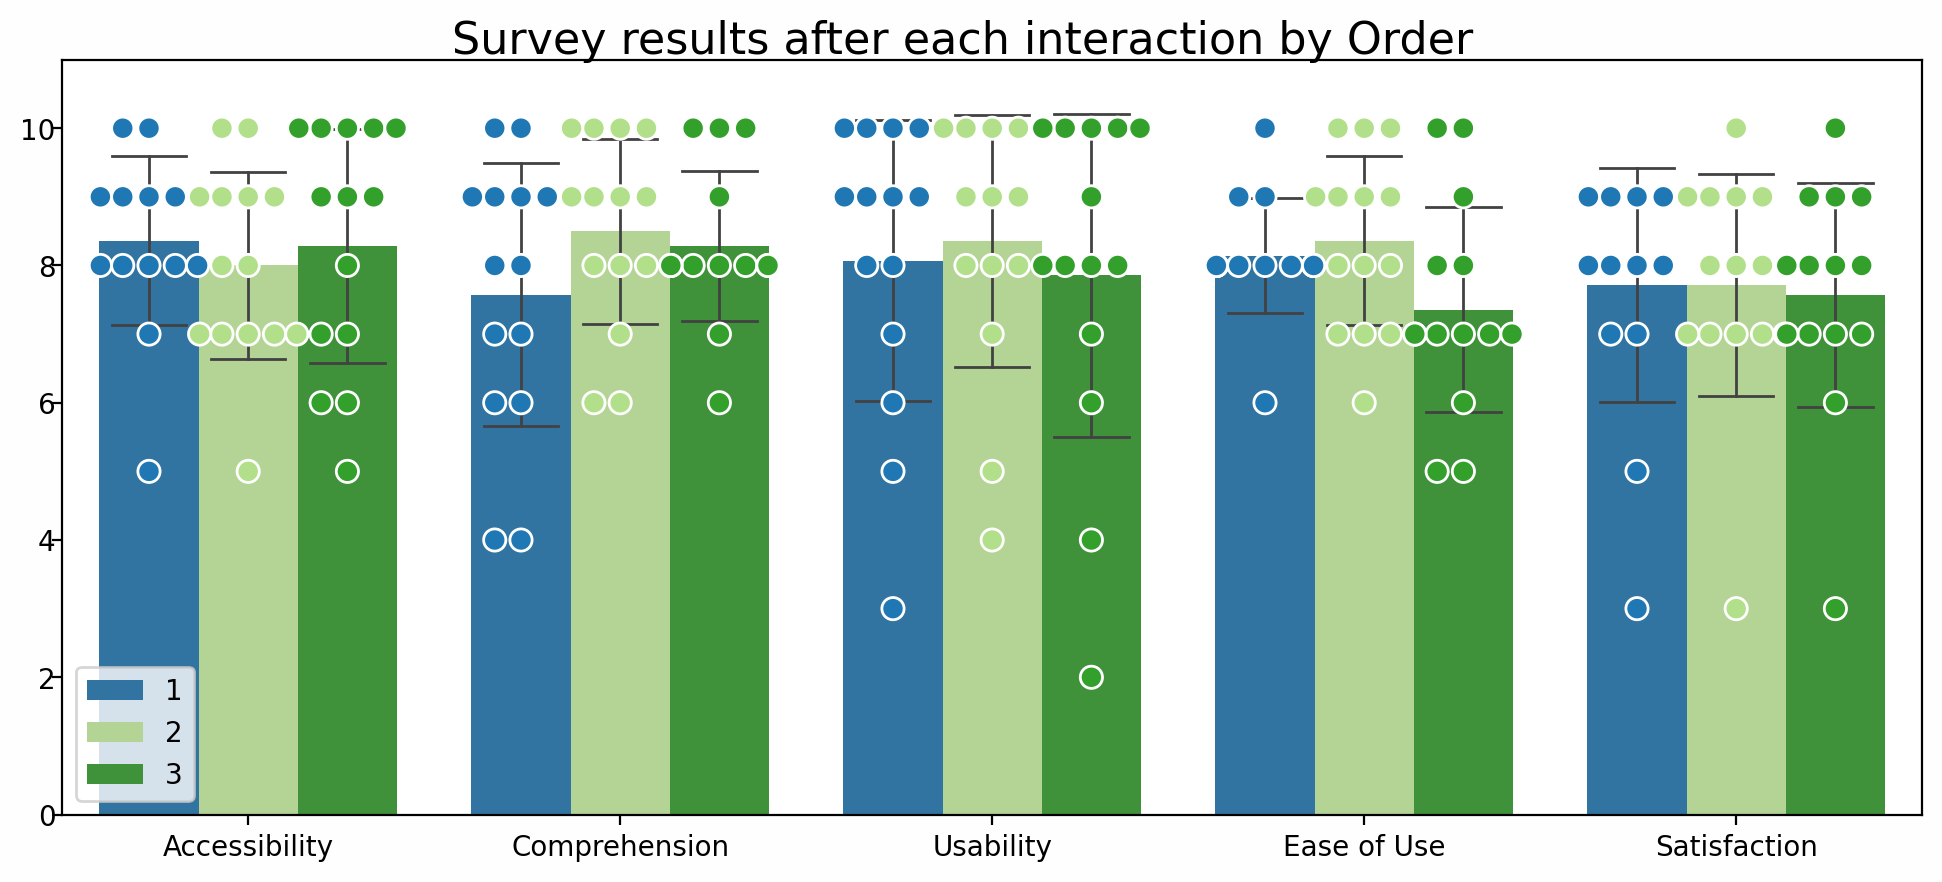 Survey results after each interaction by Order
10
8
6
4
2
0
1
2
3
Accessibility
Comprehension
Usability
Ease of Use
Satisfaction